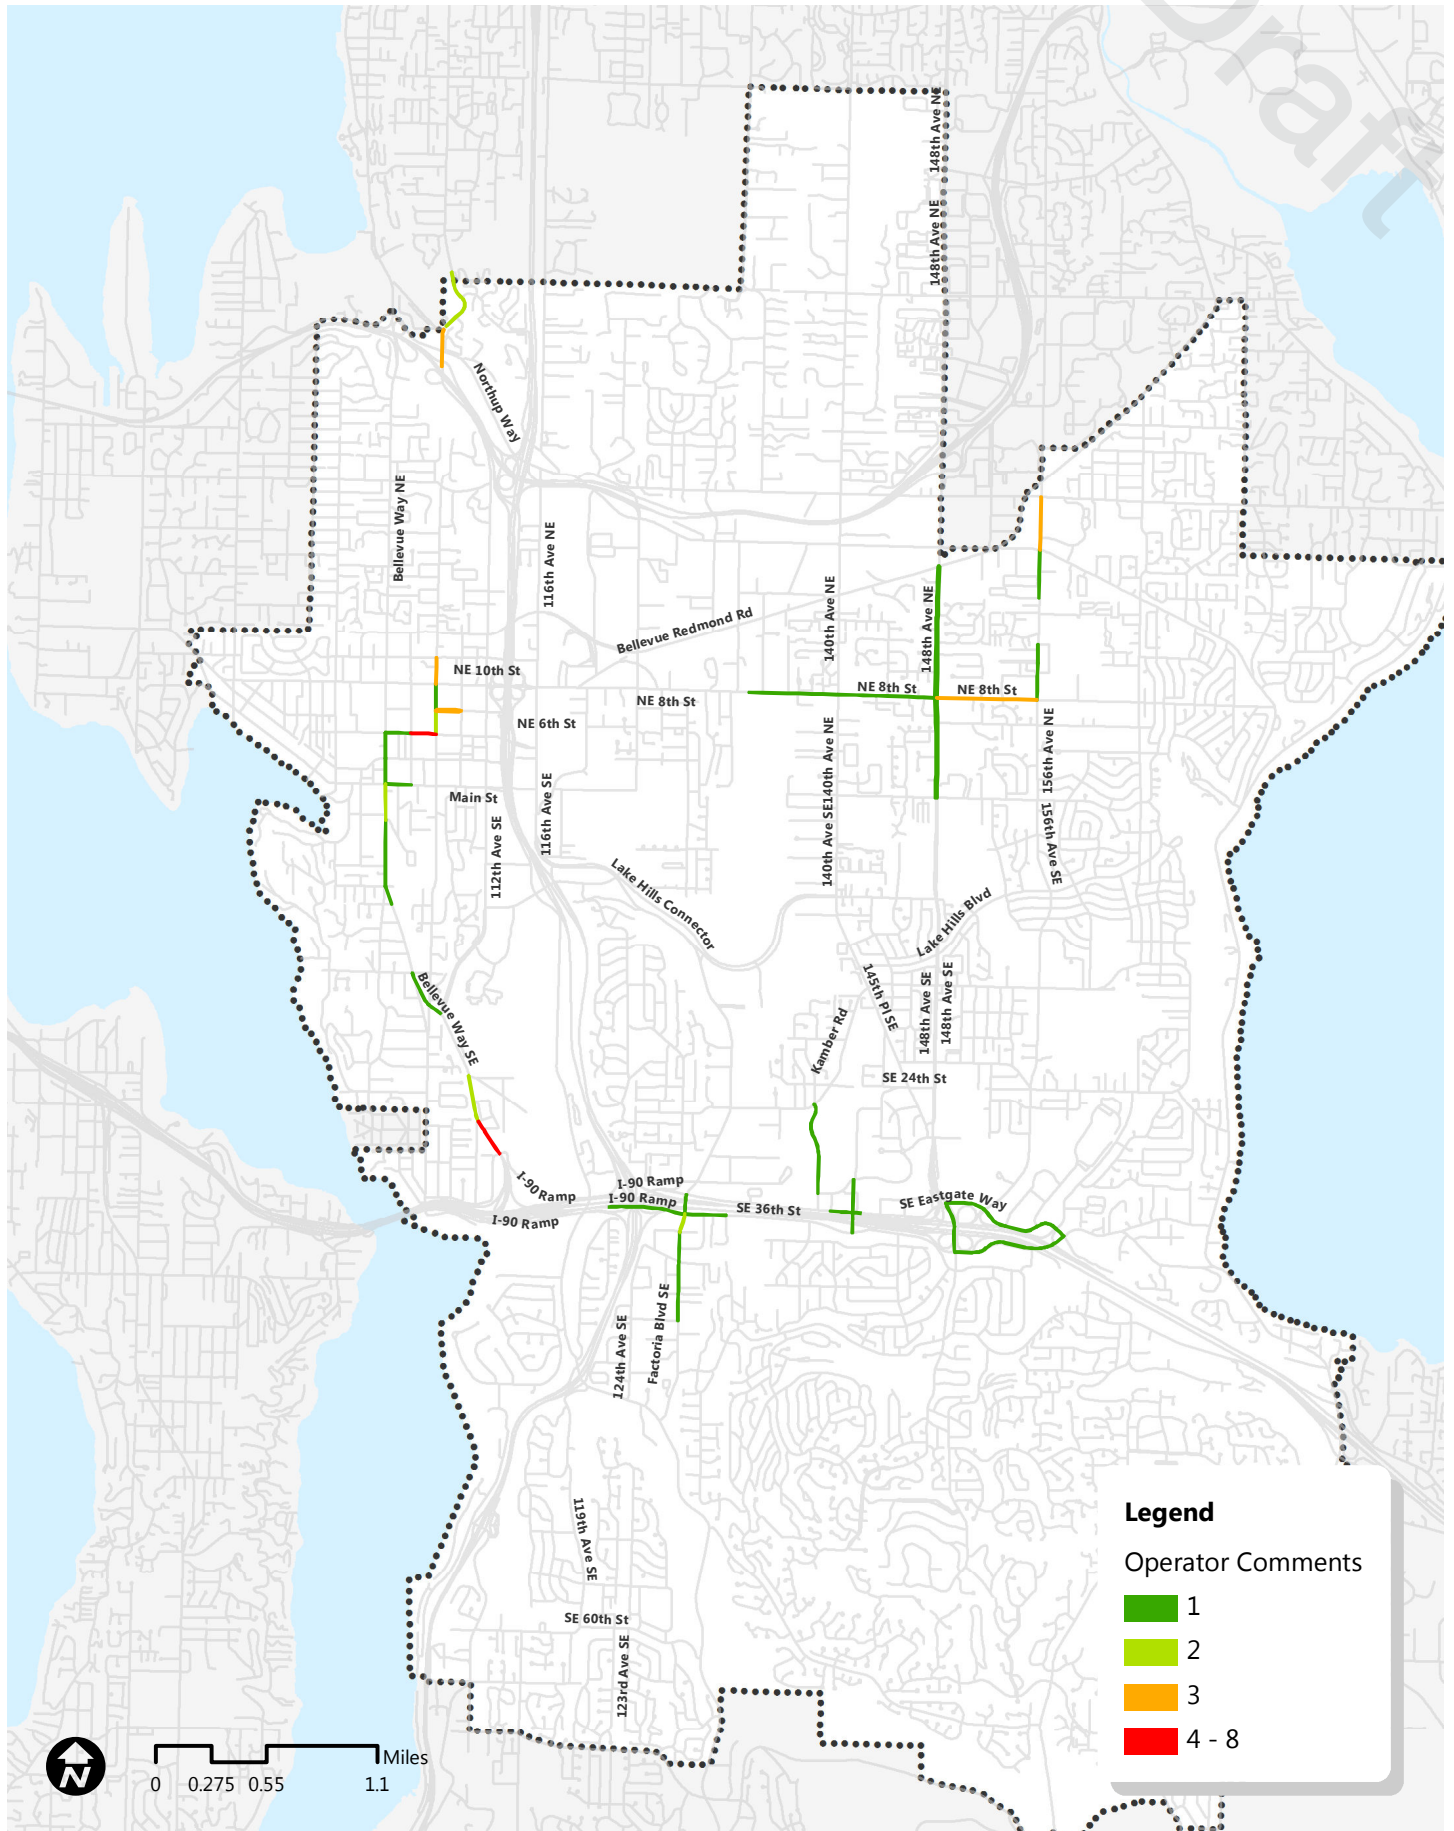 Draft
148th Ave NE
148th Ave NE
Northup Way
Bellevue Way NE
116th Ave NE
140th Ave NE
148th Ave NE
Bellevue Redmond Rd
NE 10th St
NE 8th St
NE 8th St
NE 8th St
NE 6th St
156th Ave NE
140th Ave NE
Main St
116th Ave SE
112th Ave SE
140th Ave SE
156th Ave SE
Lake Hills Connector
Lake Hills Blvd
145th Pl SE
148th Ave SE
148th Ave SE
Bellevue Way SE
Kamber Rd
SE 24th St
I-90 Ramp
I-90 Ramp
I-90 Ramp
I-90 Ramp
SE 36th St
SE Eastgate Way
Factoria Blvd SE
124th Ave SE
119th Ave SE
SE 60th St
123rd Ave SE
Legend
Operator Comments
1
2
3
4 - 8
N
Miles
0 0.275 0.55 1.1